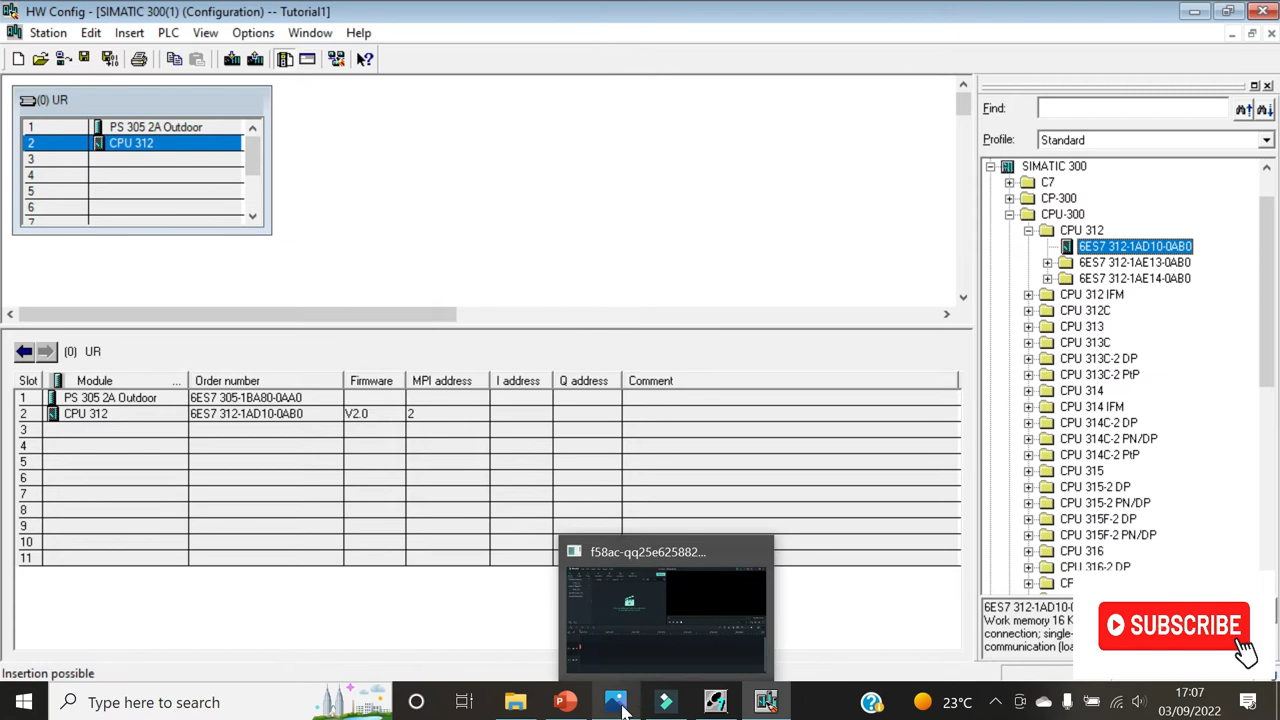 HW Config - [SIMATIC 300(1) (Configuration) -- Tutorial1]
Station Edit Insert PLC View Options Window Help
(0) UR
1 PS 305 2A Outdoor
2 CPU 312
3
4
5
6
7
Find:
Profile: Standard
SIMATIC 300
C7
CP-300
CPU-300
CPU 312
6ES7 312-1AD10-0AB0
6ES7 312-1AE13-0AB0
6ES7 312-1AE14-0AB0
CPU 312 IFM
CPU 312C
CPU 313
CPU 313C
CPU 313C-2 DP
CPU 313C-2 PtP
CPU 314
CPU 314 IFM
CPU 314C-2 DP
CPU 314C-2 PN/DP
CPU 314C-2 PtP
CPU 315
CPU 315-2 DP
CPU 315-2 PN/DP
CPU 315F-2 DP
CPU 315F-2 PN/DP
CPU 316
CPU 316-2 DP
(0) UR
Slot Module ... Order number Firmware MPI address I address Q address Comment
1 PS 305 2A Outdoor 6ES7 305-1BA80-0AA0
2 CPU 312 6ES7 312-1AD10-0AB0 V2.0 2
3
4
5
6
7
8
9
10
11
f58ac-qq25e625882...
6ES7 312-1AD10
Work memory 16 K
connection; single-
communication (loa
SUBSCRIBE
Insertion possible
Type here to search
23°C
17:07
03/09/2022